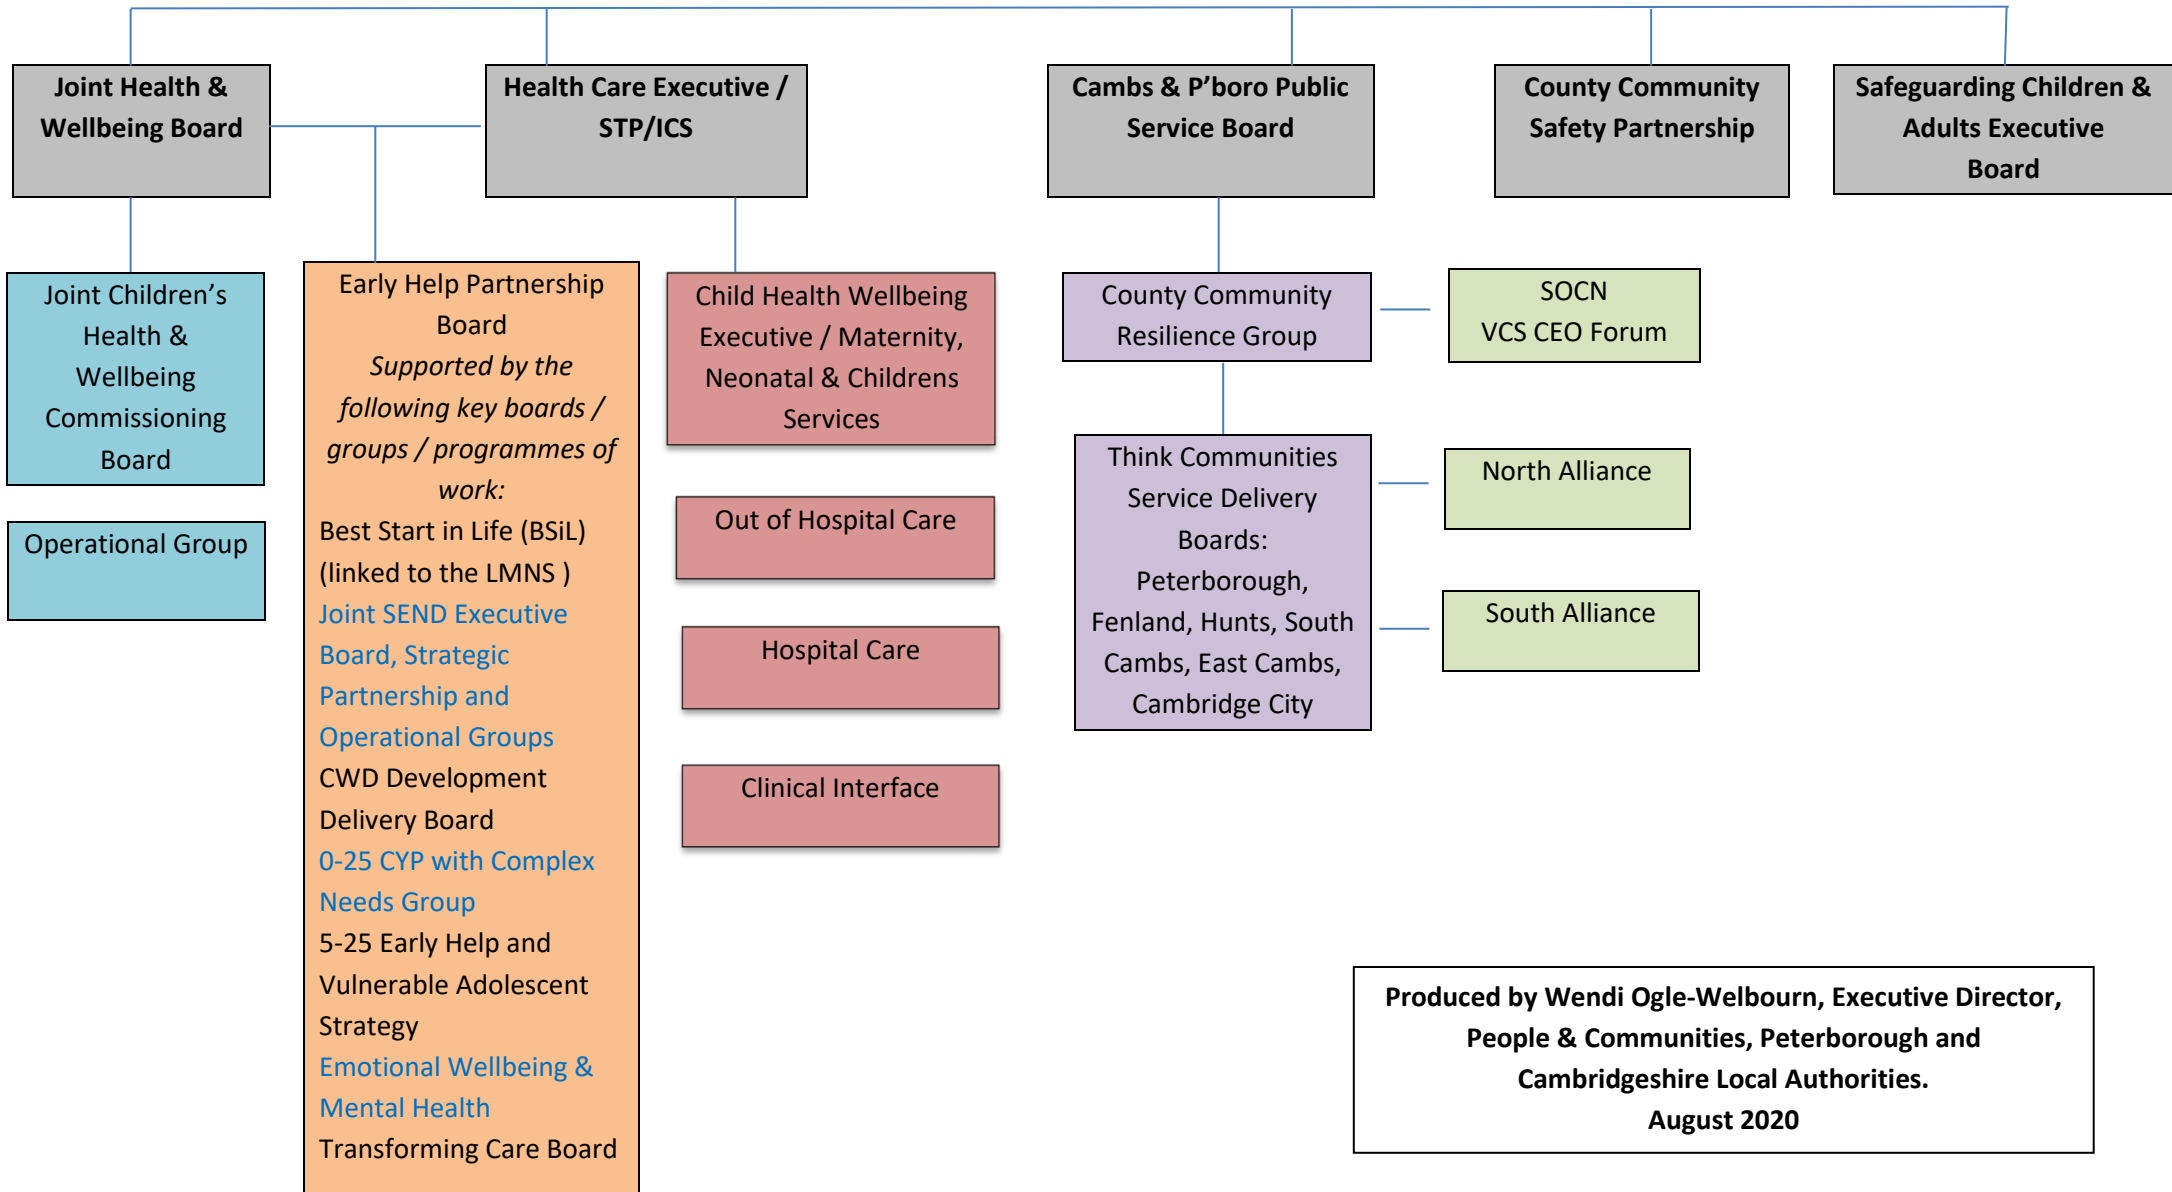 Joint Health &
Wellbeing Board
Health Care Executive /
STP/ICS
Cambs & P’boro Public
Service Board
County Community
Safety Partnership
Safeguarding Children &
Adults Executive
Board
Joint Children’s
Health &
Wellbeing
Commissioning
Board
Operational Group
Early Help Partnership
Board
Supported by the
following key boards /
groups / programmes of
work:
Best Start in Life (BSiL)
(linked to the LMNS )
Joint SEND Executive
Board, Strategic
Partnership and
Operational Groups
CWD Development
Delivery Board
0-25 CYP with Complex
Needs Group
5-25 Early Help and
Vulnerable Adolescent
Strategy
Emotional Wellbeing &
Mental Health
Transforming Care Board
Child Health Wellbeing
Executive / Maternity,
Neonatal & Childrens
Services
Out of Hospital Care
Hospital Care
Clinical Interface
County Community
Resilience Group
Think Communities
Service Delivery
Boards:
Peterborough,
Fenland, Hunts, South
Cambs, East Cambs,
Cambridge City
SOCN
VCS CEO Forum
North Alliance
South Alliance
Produced by Wendi Ogle-Welbourn, Executive Director,
People & Communities, Peterborough and
Cambridgeshire Local Authorities.
August 2020